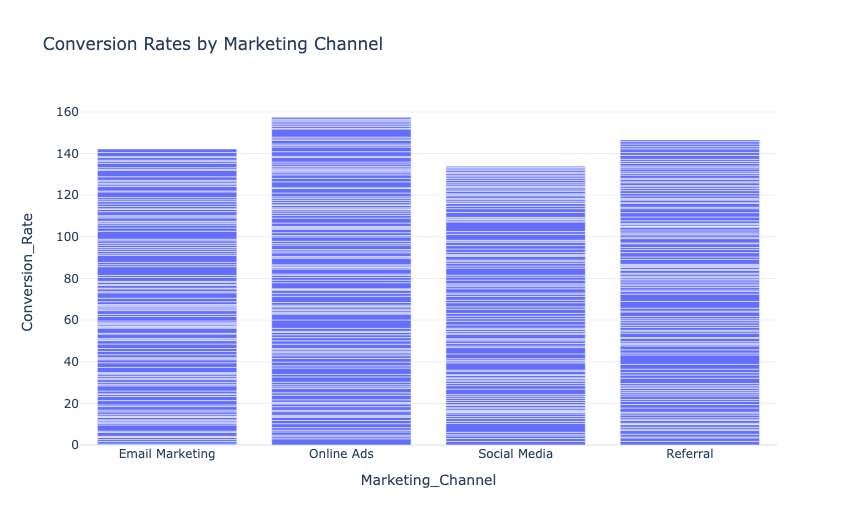 Conversion Rates by Marketing Channel
160
140
120
100
80
60
40
20
0
Conversion_Rate
Email Marketing
Online Ads
Social Media
Referral
Marketing_Channel